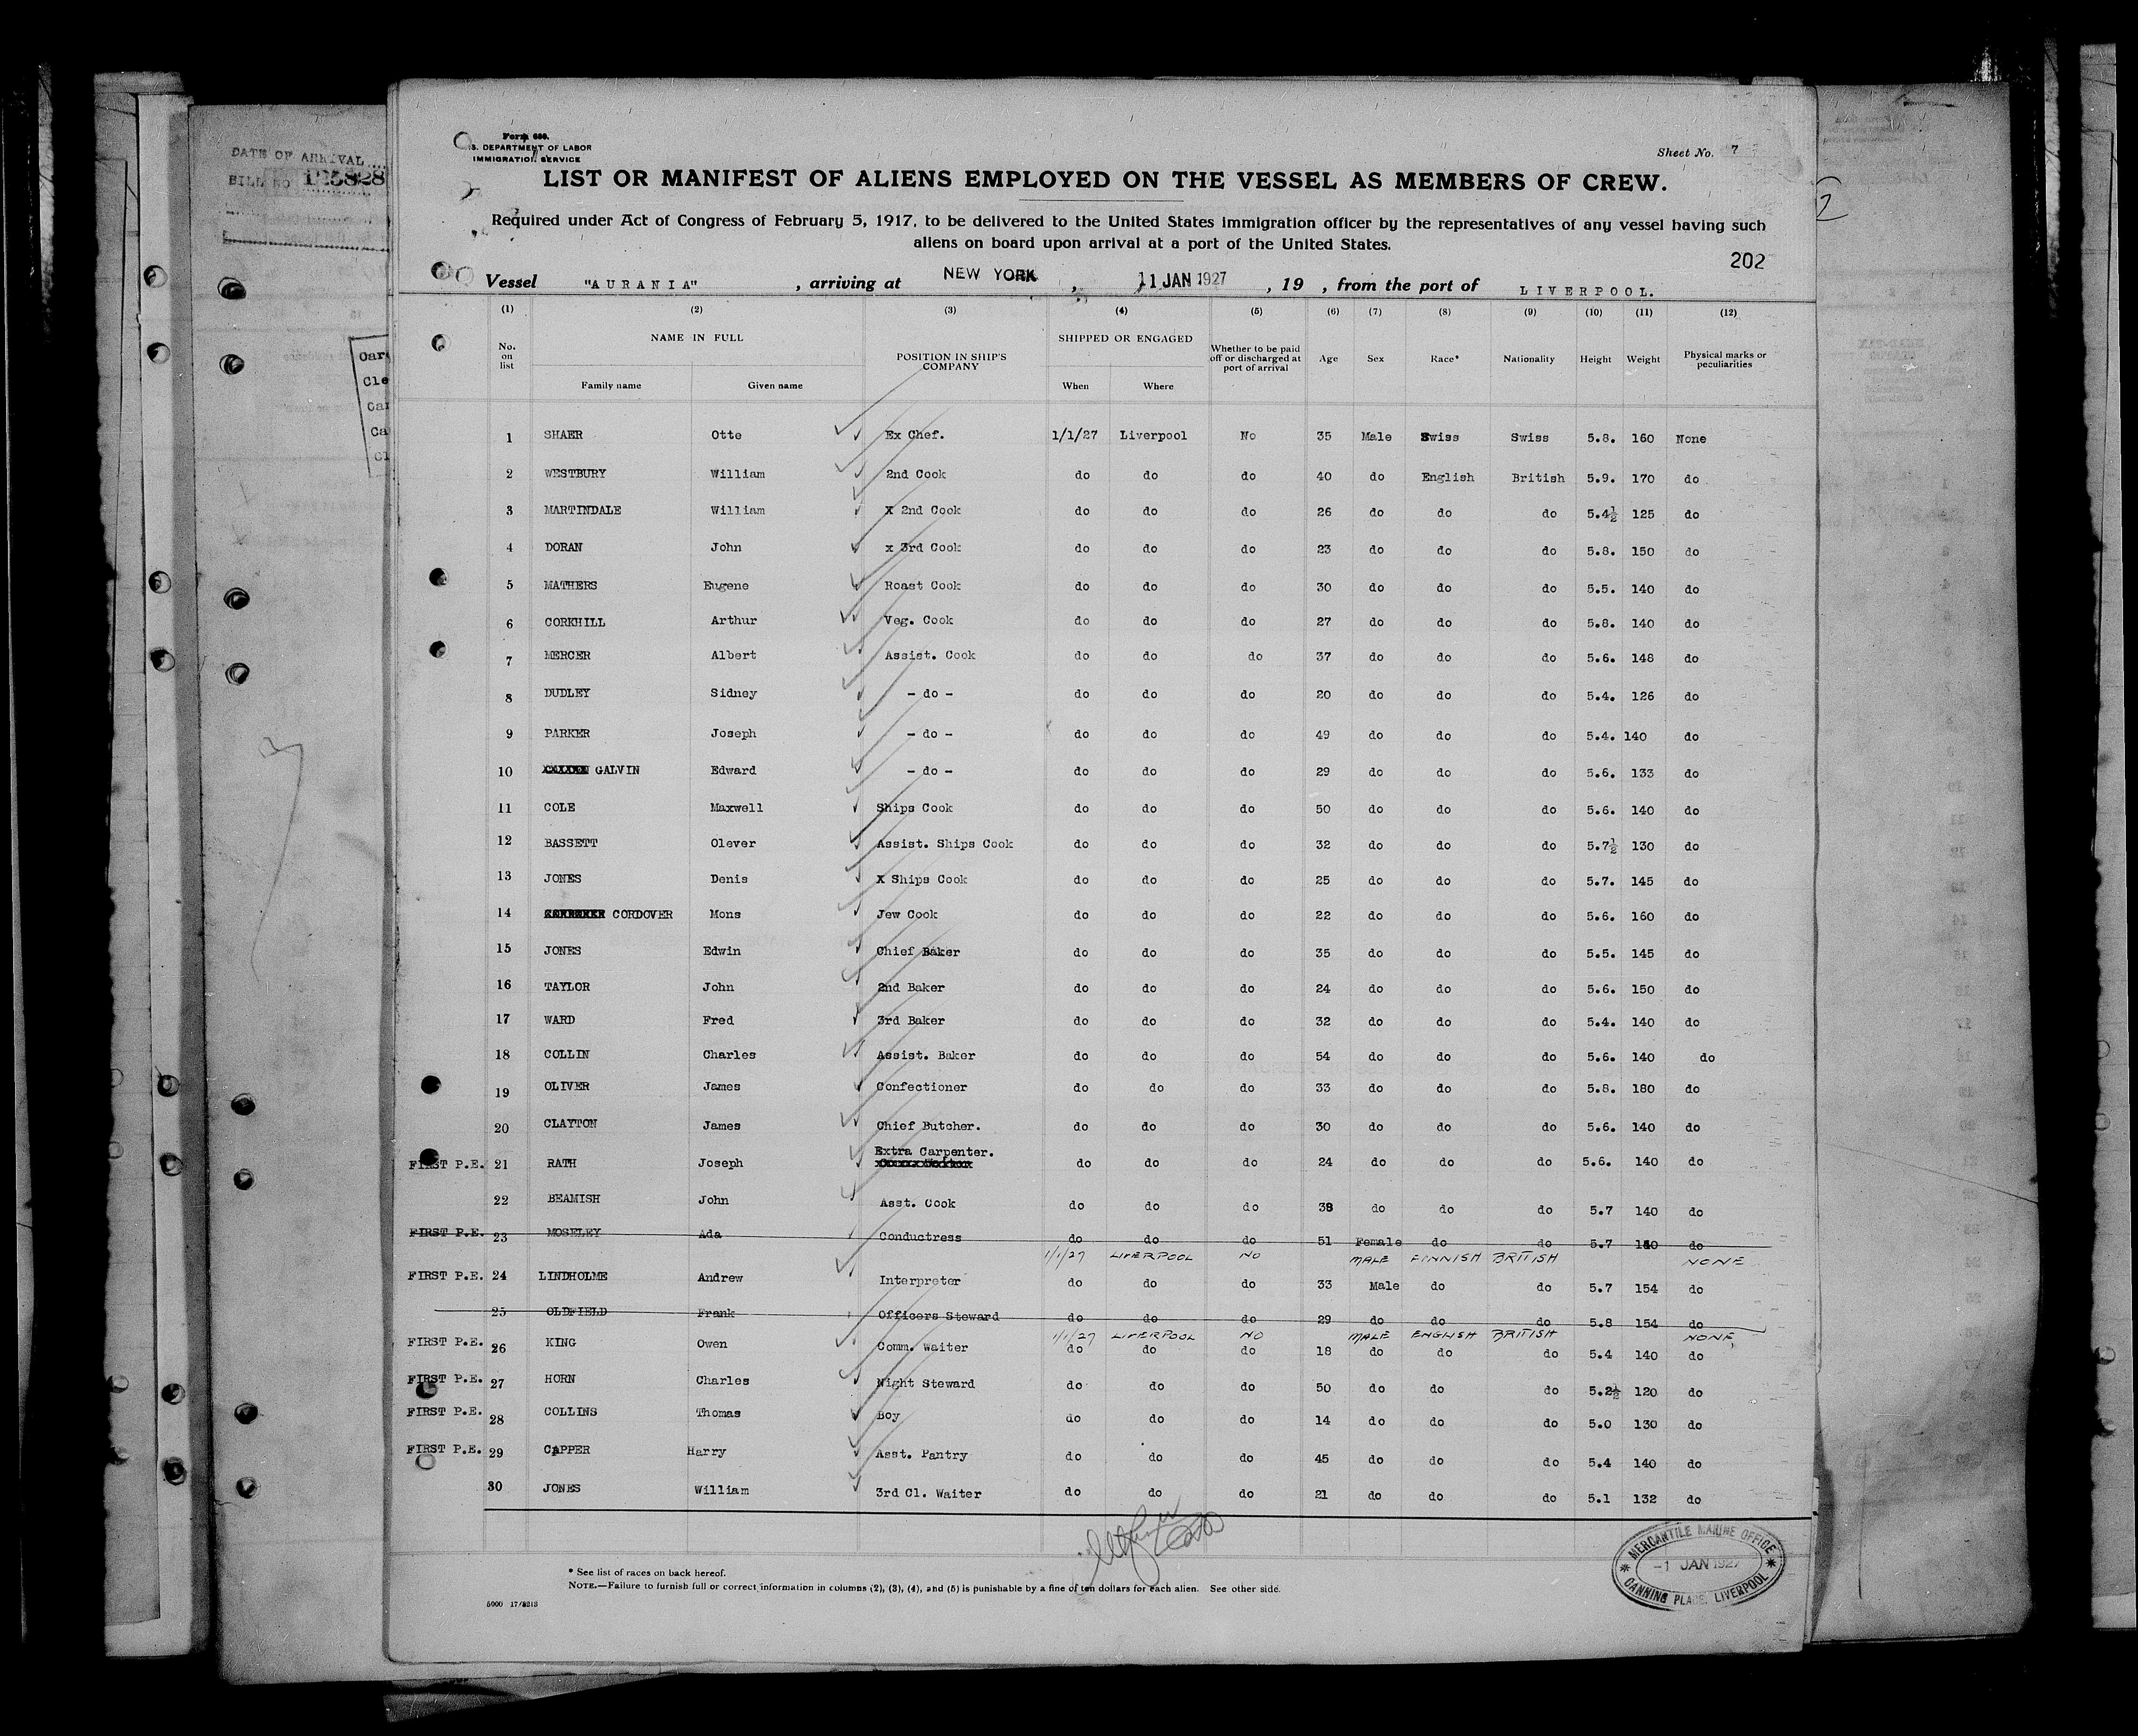 DATE OF ARRIVAL
BILL NO 125828
Oar
Cle
Car
Ca
Cl
Form 680.
S. DEPARTMENT OF LABOR
IMMIGRATION SERVICE
Sheet No. 7
LIST OR MANIFEST OF ALIENS EMPLOYED ON THE VESSEL AS MEMBERS OF CREW.
Required under Act of Congress of February 5, 1917, to be delivered to the United States immigration officer by the representatives of any vessel having such
aliens on board upon arrival at a port of the United States.
202
2
Vessel "AURANIA" , arriving at NEW YORK , 11 JAN 1927 , 19 , from the port of LIVERPOOL.
(1) (2) (3) (4) (5) (6) (7) (8) (9) (10) (11) (12)
No. on list NAME IN FULL Family name Given name POSITION IN SHIP'S COMPANY SHIPPED OR ENGAGED When Where Whether to be paid off or discharged at port of arrival Age Sex Race* Nationality Height Weight Physical marks or peculiarities
1 SHAER Otte Ex Chef. 1/1/27 Liverpool No 35 Male Swiss Swiss 5.8. 160 None
2 WESTBURY William 2nd Cook do do do 40 do English British 5.9. 170 do
3 MARTINDALE William X 2nd Cook do do do 26 do do do 5.4½ 125 do
4 DORAN John x 3rd Cook do do do 23 do do do 5.8. 150 do
5 MATHERS Eugene Roast Cook do do do 30 do do do 5.5. 140 do
6 CORKHILL Arthur Veg. Cook do do do 27 do do do 5.8. 140 do
7 MERCER Albert Assist. Cook do do do 37 do do do 5.6. 148 do
8 DUDLEY Sidney - do - do do do 20 do do do 5.4. 126 do
9 PARKER Joseph - do - do do do 49 do do do 5.4. 140 do
10 GALVIN Edward - do - do do do 29 do do do 5.6. 133 do
11 COLE Maxwell Ships Cook do do do 50 do do do 5.6. 140 do
12 BASSETT Olever Assist. Ships Cook do do do 32 do do do 5.7½ 130 do
13 JONES Denis X Ships Cook do do do 25 do do do 5.7. 145 do
14 CORDOVER Mons Jew Cook do do do 22 do do do 5.6. 160 do
15 JONES Edwin Chief Baker do do do 35 do do do 5.5. 145 do
16 TAYLOR John 2nd Baker do do do 24 do do do 5.6. 150 do
17 WARD Fred 3rd Baker do do do 32 do do do 5.4. 140 do
18 COLLIN Charles Assist. Baker do do do 54 do do do 5.6. 140 do
19 OLIVER James Confectioner do do do 33 do do do 5.8. 180 do
20 CLAYTON James Chief Butcher. do do do 30 do do do 5.6. 140 do
FIRST P.E. 21 RATH Joseph Extra Carpenter. do do do 24 do do do 5.6. 140 do
22 BEAMISH John Asst. Cook do do do 38 do do do 5.7 140 do
FIRST P.E. 23 MOSELEY Ada Conductress do do do 51 Female do do 5.7 140 do
1/1/27 LIVERPOOL NO MALE FINNISH BRITISH NONE
FIRST P.E. 24 LINDHOLME Andrew Interpreter do do do 33 Male do do 5.7 154 do
25 OLDFIELD Frank Officers Steward do do do 29 do do do 5.8 154 do
1/1/27 LIVERPOOL NO MALE ENGLISH BRITISH NONE
FIRST P.E. 26 KING Owen Comm. Waiter do do do 18 do do do 5.4 140 do
FIRST P.E. 27 HORN Charles Night Steward do do do 50 do do do 5.2½ 120 do
FIRST P.E. 28 COLLINS Thomas Boy do do do 14 do do do 5.0 130 do
FIRST P.E. 29 CAPPER Harry Asst. Pantry do do do 45 do do do 5.4 140 do
30 JONES William 3rd Cl. Waiter do do do 21 do do do 5.1 132 do
* See list of races on back hereof.
NOTE.—Failure to furnish full or correct information in columns (2), (3), (4), and (5) is punishable by a fine of ten dollars for each alien. See other side.
5000 17/8213
MERCANTILE MARINE OFFICE
-1 JAN 1927
CANNING PLACE, LIVERPOOL